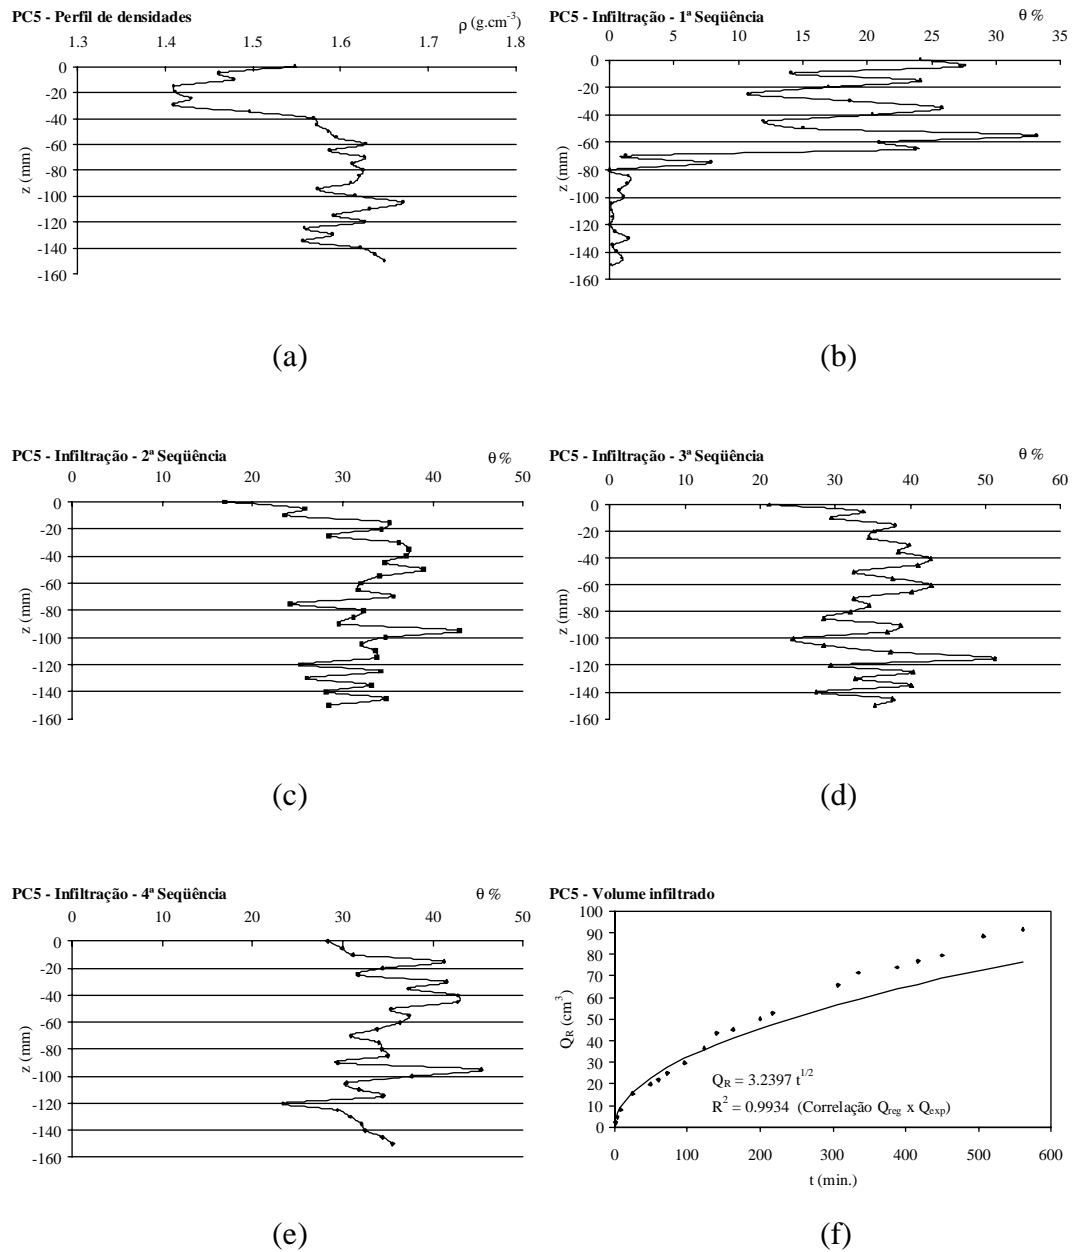 PC5 - Perfil de densidades
ρ (g.cm-3)
1.3 1.4 1.5 1.6 1.7 1.8
0
-20
-40
-60
-80
-100
-120
-140
-160
z (mm)
(a)
PC5 - Infiltração - 1ª Seqüência
θ %
0 5 10 15 20 25 30 35
0
-20
-40
-60
-80
-100
-120
-140
-160
z (mm)
(b)
PC5 - Infiltração - 2ª Seqüência
θ %
0 10 20 30 40 50
0
-20
-40
-60
-80
-100
-120
-140
-160
z (mm)
(c)
PC5 - Infiltração - 3ª Seqüência
θ %
0 10 20 30 40 50 60
0
-20
-40
-60
-80
-100
-120
-140
-160
z (mm)
(d)
PC5 - Infiltração - 4ª Seqüência
θ %
0 10 20 30 40 50
0
-20
-40
-60
-80
-100
-120
-140
-160
z (mm)
(e)
PC5 - Volume infiltrado
100
90
80
70
60
50
40
30
20
10
0
QR (cm3)
QR = 3.2397 t1/2
R2 = 0.9934 (Correlação Qreg x Qexp)
0 100 200 300 400 500 600
t (min.)
(f)